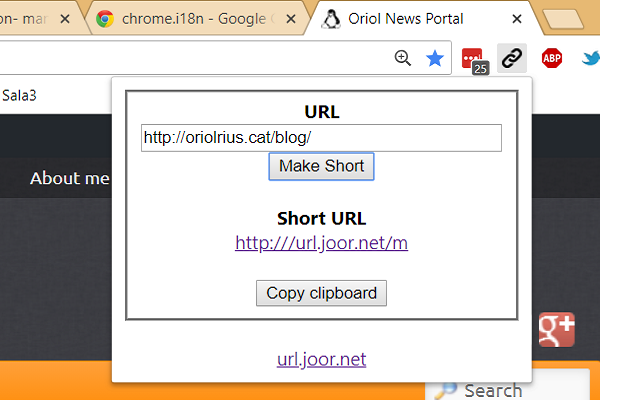 on- mar
chrome.i18n - Google
Oriol News Portal
25
ABP
Sala3
URL
http://oriolrius.cat/blog/
Make Short
About me
Short URL
http:///url.joor.net/m
Copy clipboard
g+
url.joor.net
Search